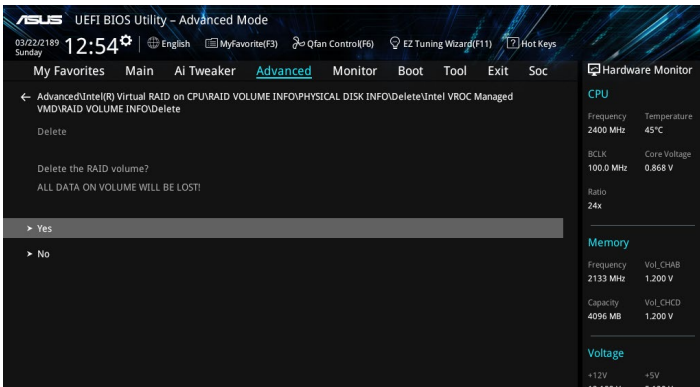 ASUS UEFI BIOS Utility – Advanced Mode
03/22/2189 Sunday 12:54 English MyFavorite(F3) Qfan Control(F6) EZ Tuning Wizard(F11) ? Hot Keys
My Favorites Main Ai Tweaker Advanced Monitor Boot Tool Exit Soc
← Advanced\Intel(R) Virtual RAID on CPU\RAID VOLUME INFO\PHYSICAL DISK INFO\Delete\Intel VROC Managed
VMD\RAID VOLUME INFO\Delete
Delete
Delete the RAID volume?
ALL DATA ON VOLUME WILL BE LOST!
> Yes
> No
Hardware Monitor
CPU
Frequency Temperature
2400 MHz 45°C
BCLK Core Voltage
100.0 MHz 0.868 V
Ratio
24x
Memory
Frequency Vol_CHAB
2133 MHz 1.200 V
Capacity Vol_CHCD
4096 MB 1.200 V
Voltage
+12V +5V